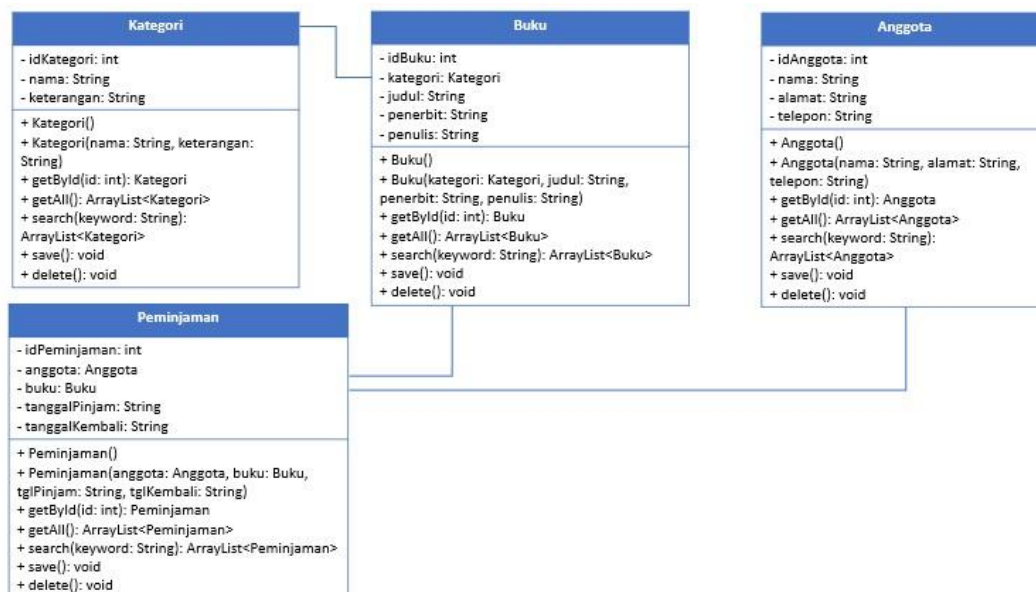 Kategori
- idKategori: int
- nama: String
- keterangan: String
+ Kategori()
+ Kategori(nama: String, keterangan:
String)
+ getById(id: int): Kategori
+ getAll(): ArrayList<Kategori>
+ search(keyword: String):
ArrayList<Kategori>
+ save(): void
+ delete(): void
Buku
- idBuku: int
- kategori: Kategori
- judul: String
- penerbit: String
- penulis: String
+ Buku()
+ Buku(kategori: Kategori, judul: String,
penerbit: String, penulis: String)
+ getById(id: int): Buku
+ getAll(): ArrayList<Buku>
+ search(keyword: String): ArrayList<Buku>
+ save(): void
+ delete(): void
Anggota
- idAnggota: int
- nama: String
- alamat: String
- telepon: String
+ Anggota()
+ Anggota(nama: String, alamat: String,
telepon: String)
+ getById(id: int): Anggota
+ getAll(): ArrayList<Anggota>
+ search(keyword: String):
ArrayList<Anggota>
+ save(): void
+ delete(): void
Peminjaman
- idPeminjaman: int
- anggota: Anggota
- buku: Buku
- tanggalPinjam: String
- tanggalKembali: String
+ Peminjaman()
+ Peminjaman(anggota: Anggota, buku: Buku,
tglPinjam: String, tglKembali: String)
+ getById(id: int): Peminjaman
+ getAll(): ArrayList<Peminjaman>
+ search(keyword: String): ArrayList<Peminjaman>
+ save(): void
+ delete(): void